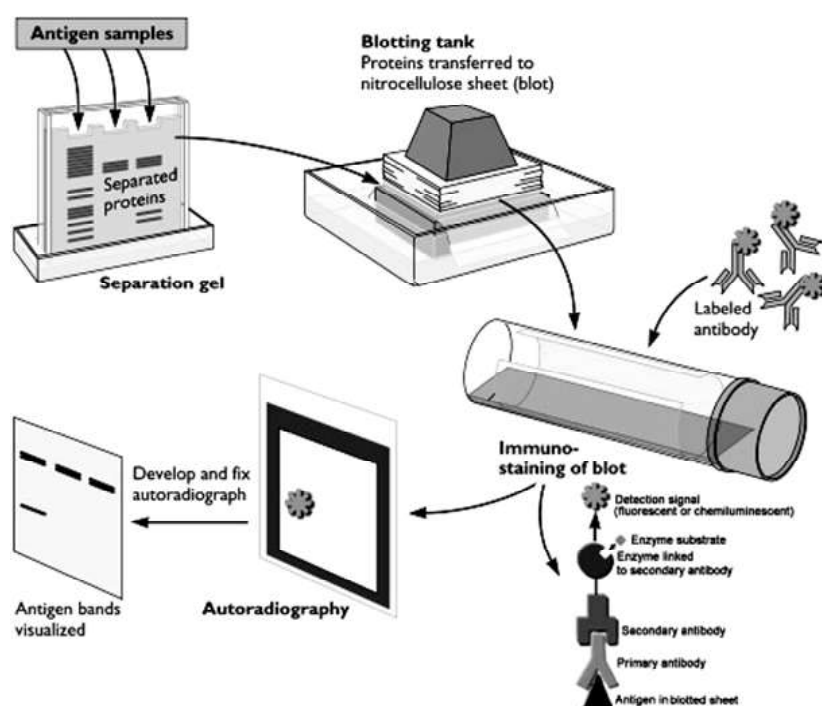 Antigen samples
Separated
proteins
Separation gel
Blotting tank
Proteins transferred to
nitrocellulose sheet (blot)
Labeled
antibody
Immuno-
staining of blot
Develop and fix
autoradiograph
Antigen bands
visualized
Autoradiography
Detection signal
(fluorescent or chemiluminescent)
Enzyme substrate
Enzyme linked
to secondary antibody
Secondary antibody
Primary antibody
Antigen in blotted sheet